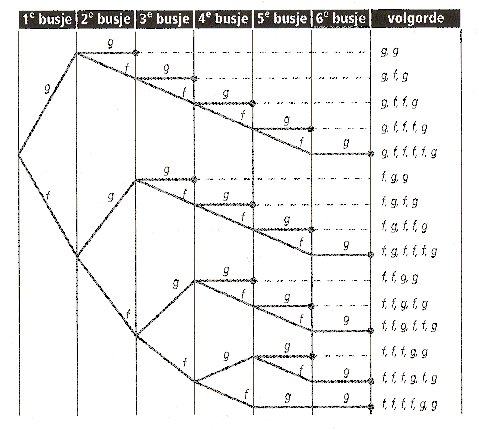 1e busje 2e busje 3e busje 4e busje 5e busje 6e busje volgorde
g g, g
f g g, f, g
g f g g, f, f, g
f g g, f, f, f, g
f g g, f, f, f, f, g
g f, g, g
f g f g f, g, f, g
f g f, g, f, f, g
f g f, g, f, f, f, g
g g f, f, g, g
f f g f, f, g, f, g
f g f, f, g, f, f, g
f g g f, f, f, g, g
f g f, f, f, g, f, g
f g g f, f, f, f, g, g